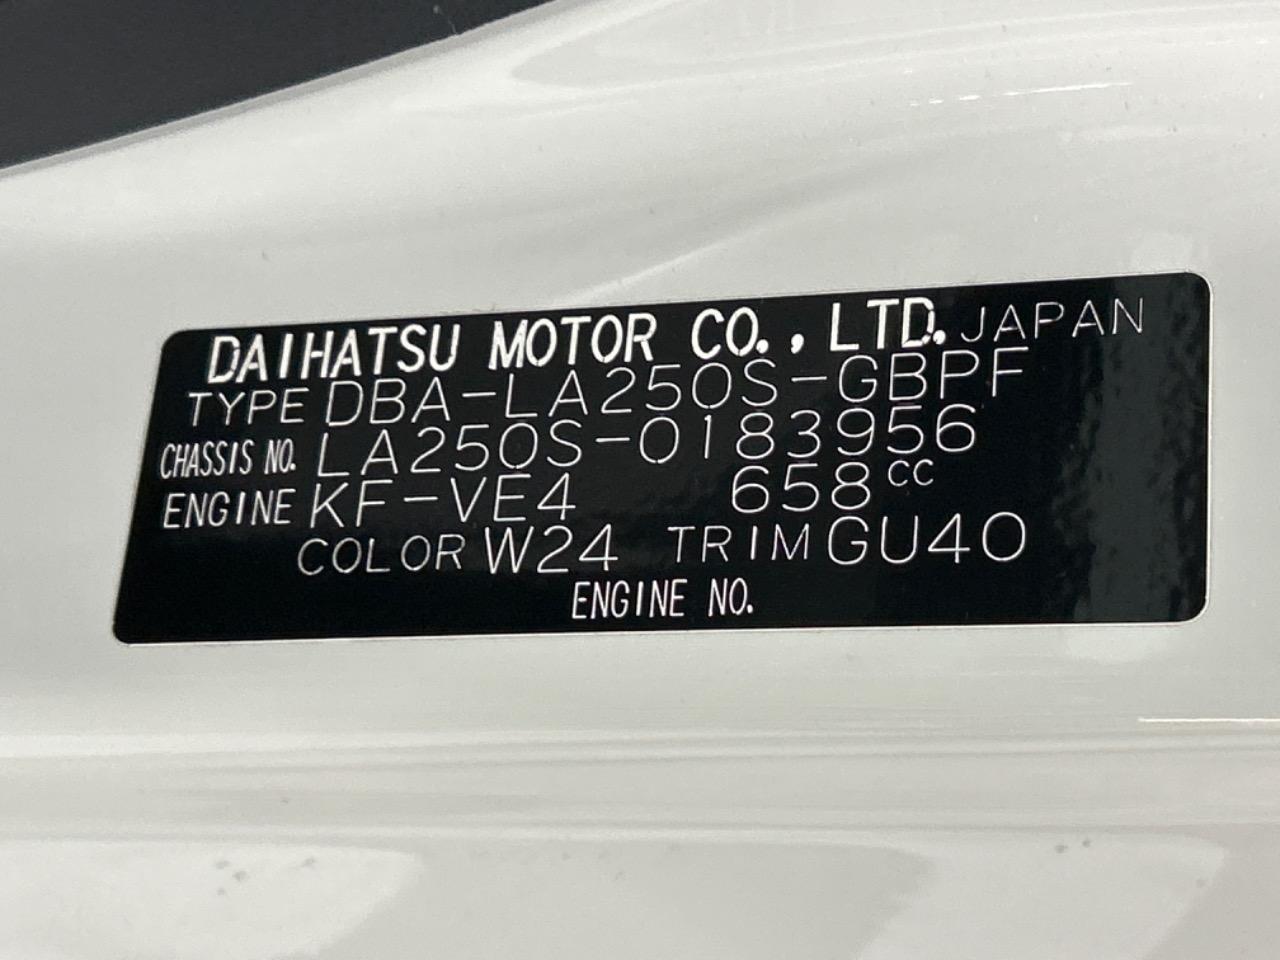 DAIHATSU MOTOR CO., LTD. JAPAN
TYPE DBA-LA250S-GBPF
CHASSIS NO. LA250S-0183956
ENGINE KF-VE4 658cc
COLOR W24 TRIM GU40
ENGINE NO.